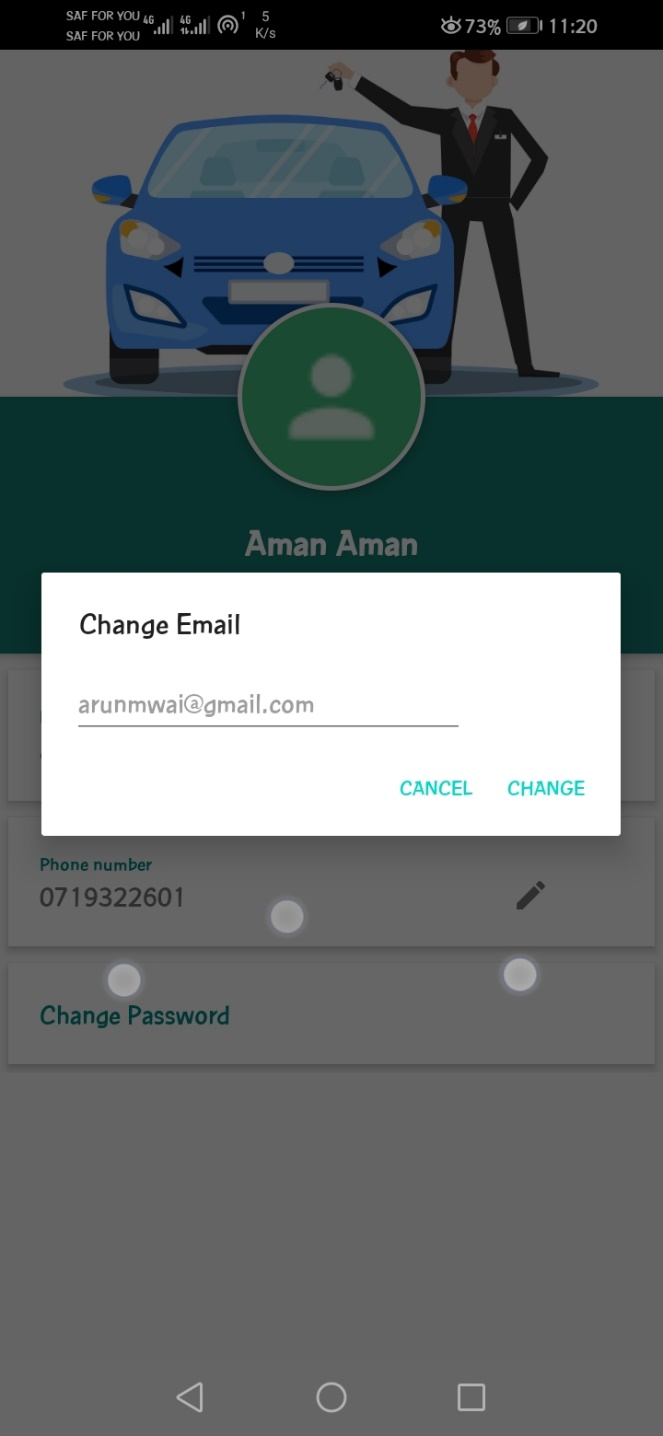 SAF FOR YOU 4G 4G 1 5 73% 11:20
SAF FOR YOU K/s
Aman Aman
Change Email
arunmwai@gmail.com
CANCEL CHANGE
Phone number
0719322601
Change Password